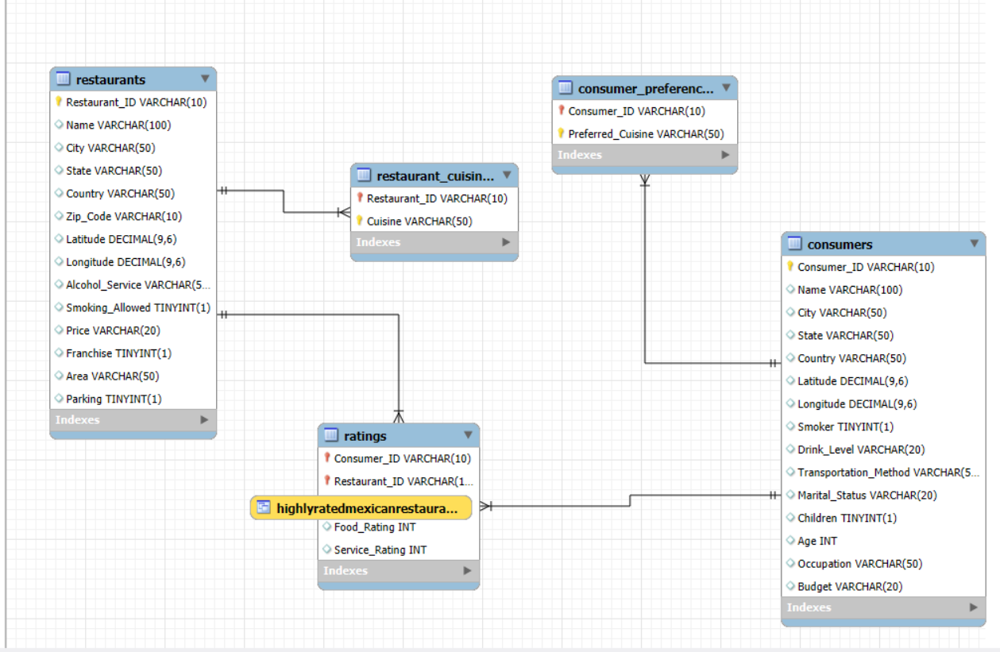 restaurants
Restaurant_ID VARCHAR(10)
Name VARCHAR(100)
City VARCHAR(50)
State VARCHAR(50)
Country VARCHAR(50)
Zip_Code VARCHAR(10)
Latitude DECIMAL(9,6)
Longitude DECIMAL(9,6)
Alcohol_Service VARCHAR(5...
Smoking_Allowed TINYINT(1)
Price VARCHAR(20)
Franchise TINYINT(1)
Area VARCHAR(50)
Parking TINYINT(1)
Indexes
restaurant_cuisin...
Restaurant_ID VARCHAR(10)
Cuisine VARCHAR(50)
Indexes
consumer_preferenc...
Consumer_ID VARCHAR(10)
Preferred_Cuisine VARCHAR(50)
Indexes
ratings
Consumer_ID VARCHAR(10)
Restaurant_ID VARCHAR(1...
highlyratedmexicanrestaura...
Food_Rating INT
Service_Rating INT
Indexes
consumers
Consumer_ID VARCHAR(10)
Name VARCHAR(100)
City VARCHAR(50)
State VARCHAR(50)
Country VARCHAR(50)
Latitude DECIMAL(9,6)
Longitude DECIMAL(9,6)
Smoker TINYINT(1)
Drink_Level VARCHAR(20)
Transportation_Method VARCHAR(5...
Marital_Status VARCHAR(20)
Children TINYINT(1)
Age INT
Occupation VARCHAR(50)
Budget VARCHAR(20)
Indexes